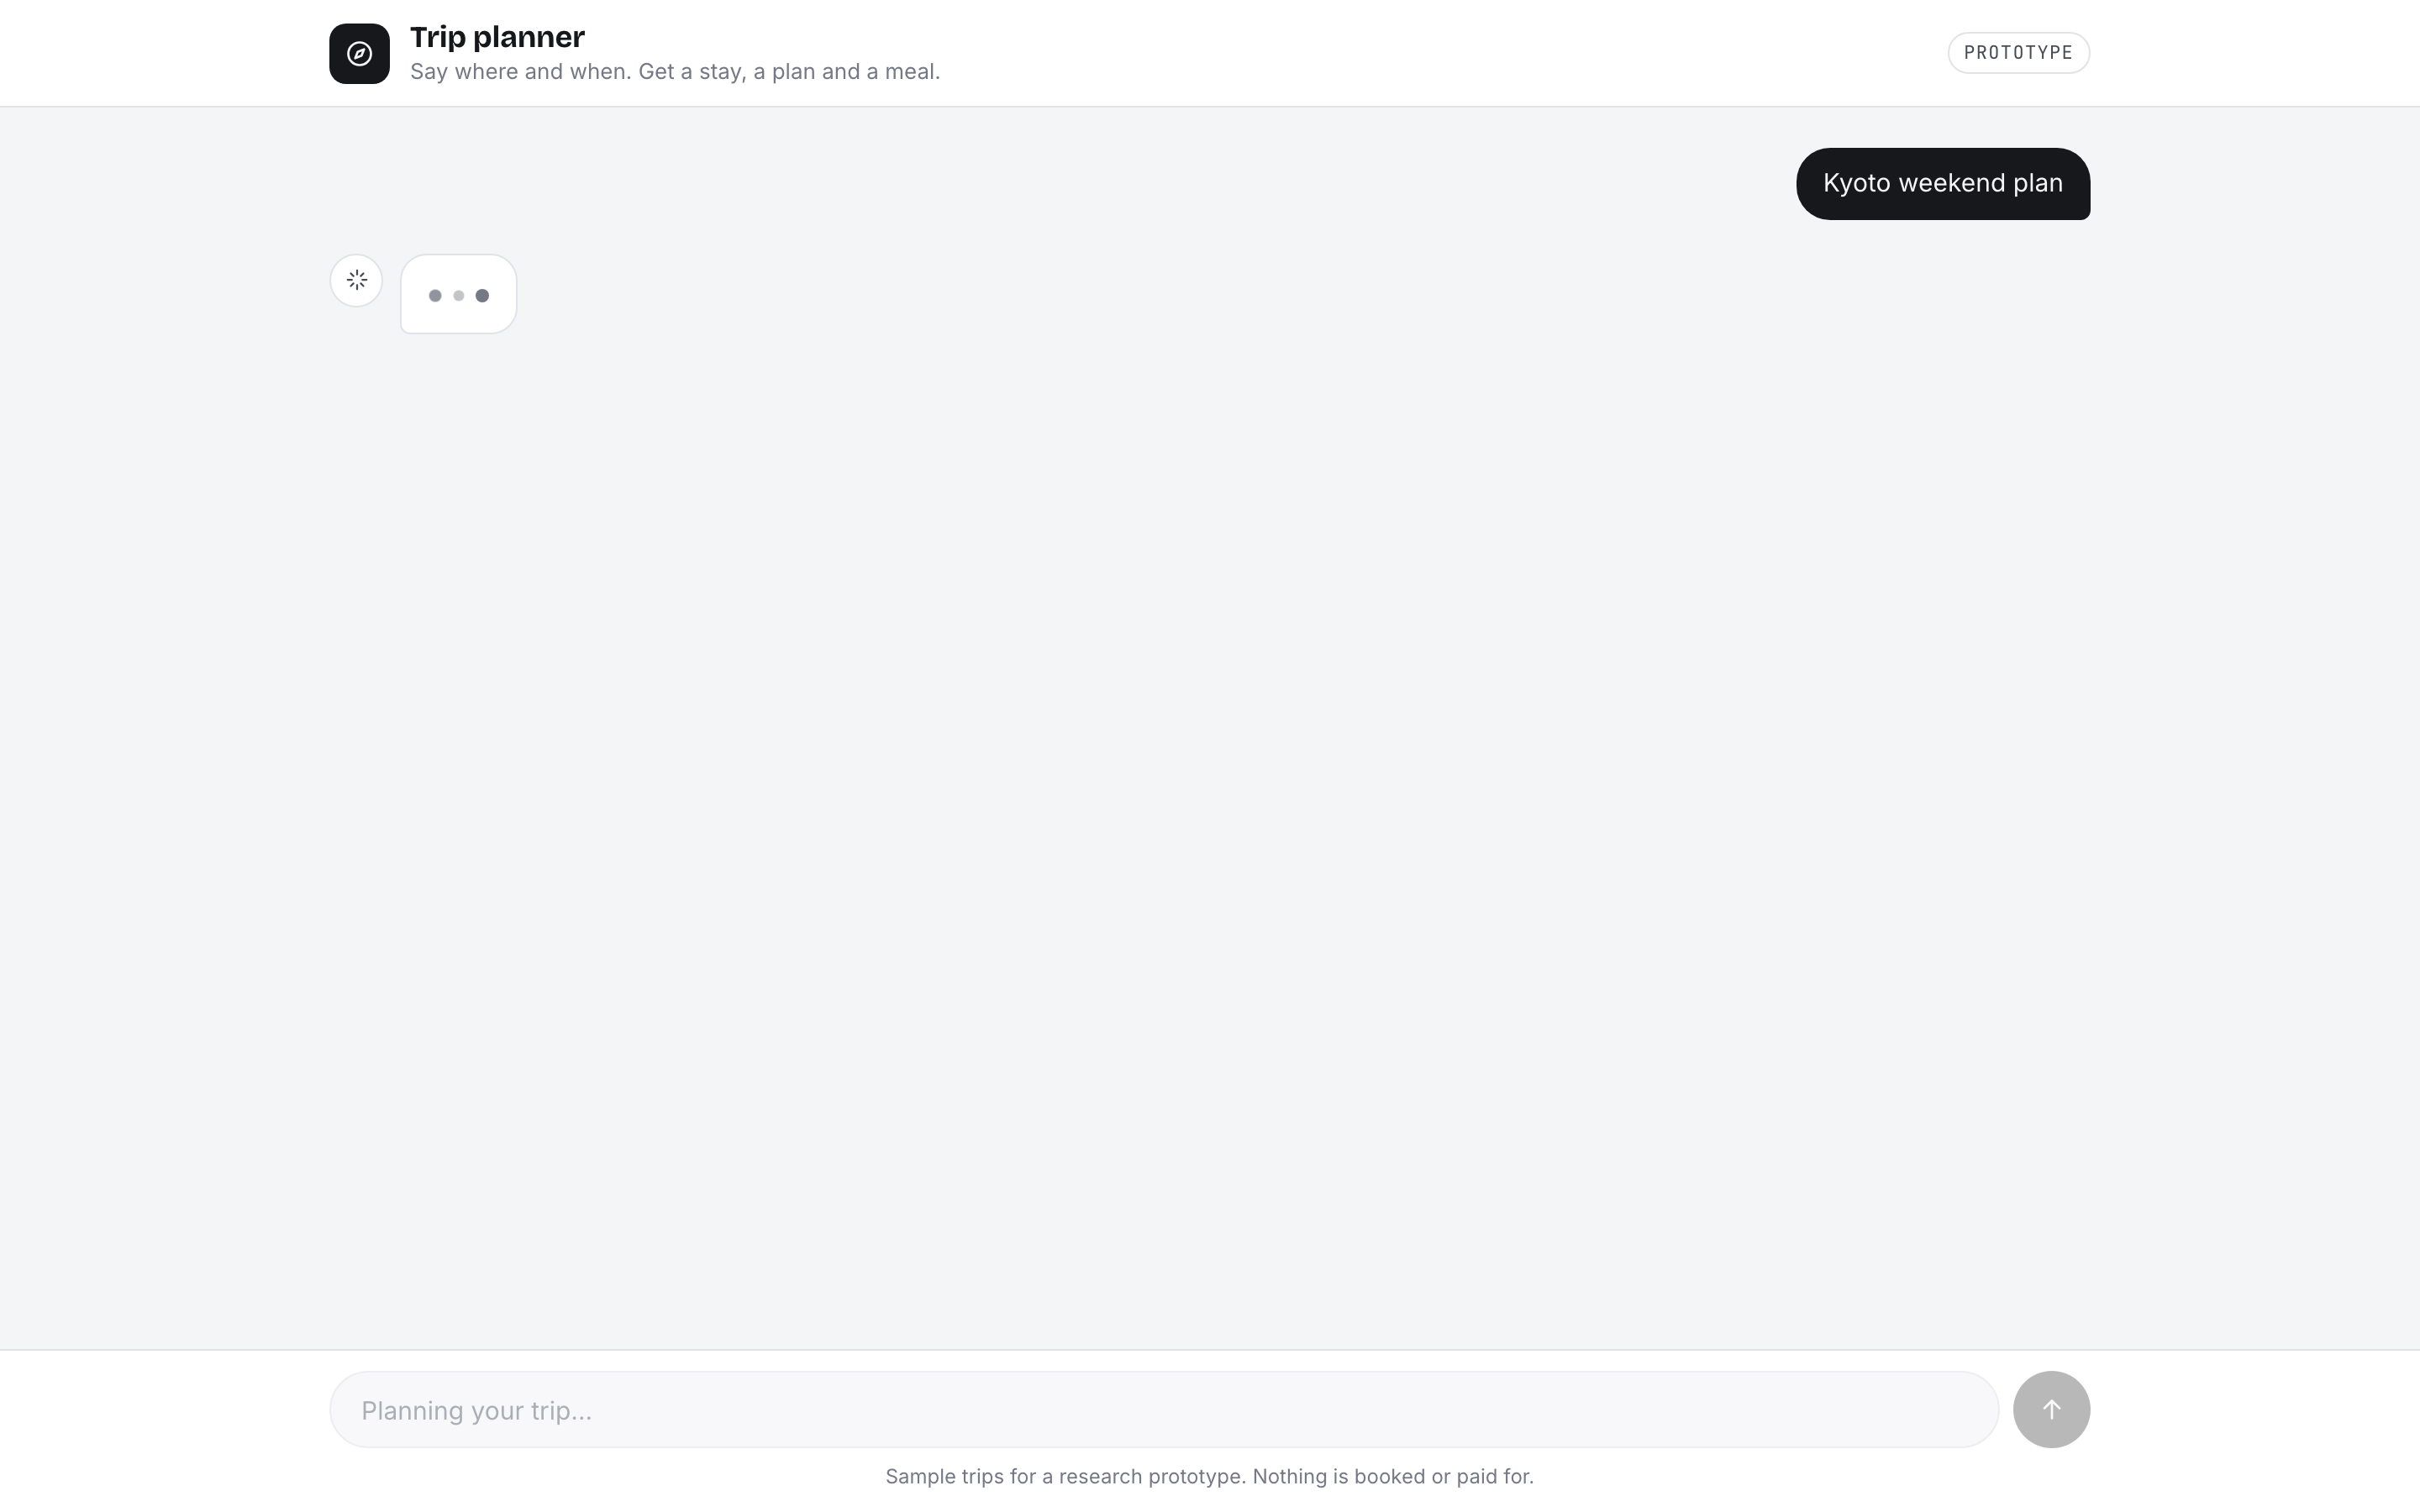 Trip planner
Say where and when. Get a stay, a plan and a meal.
PROTOTYPE
Kyoto weekend plan
Planning your trip...
Sample trips for a research prototype. Nothing is booked or paid for.